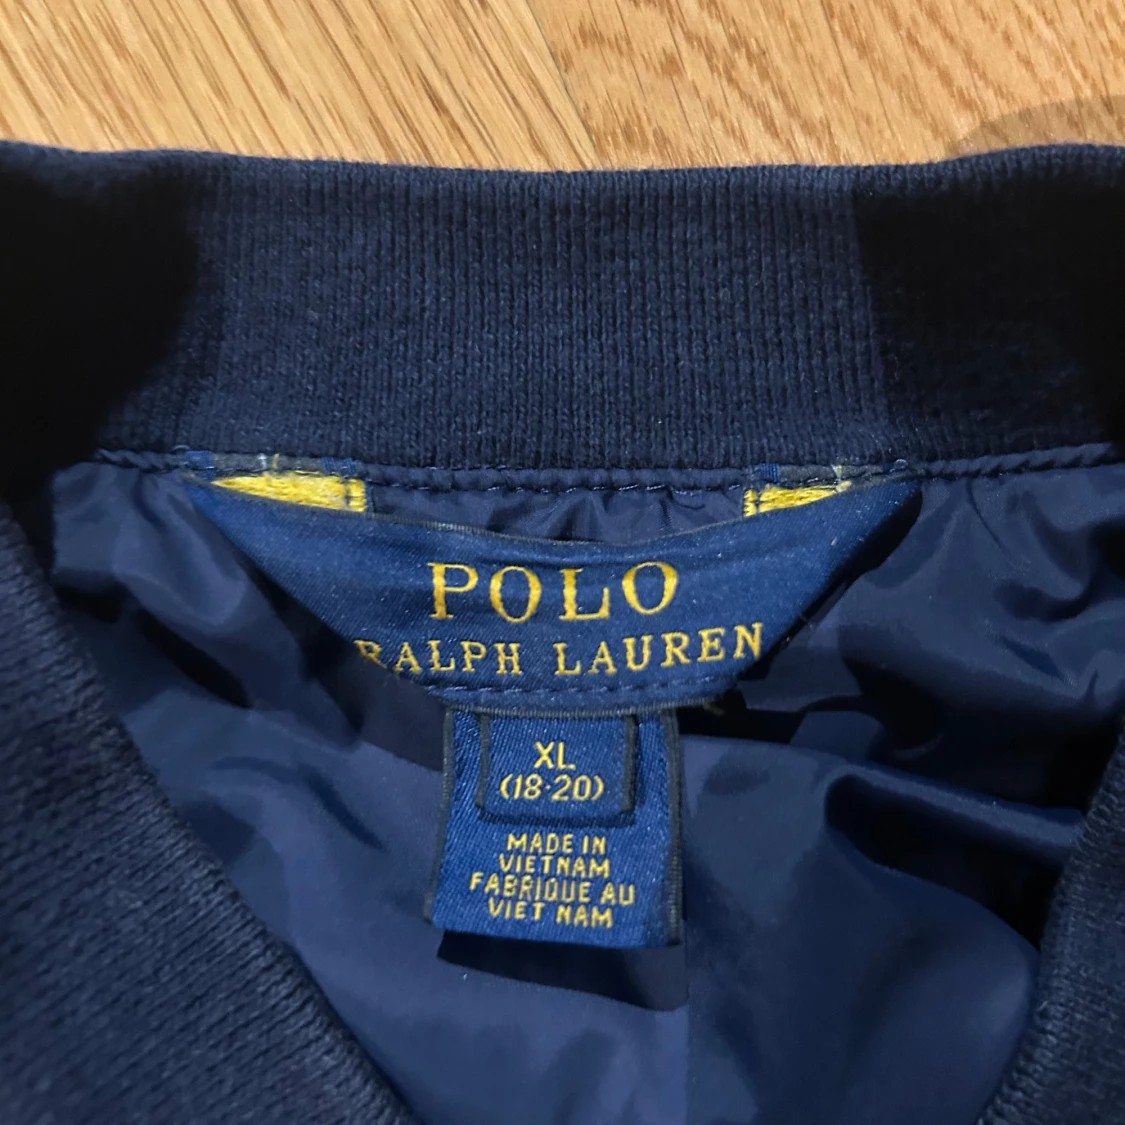 POLO
RALPH LAUREN
XL
(18-20)
MADE IN
VIETNAM
FABRIQUE AU
VIET NAM